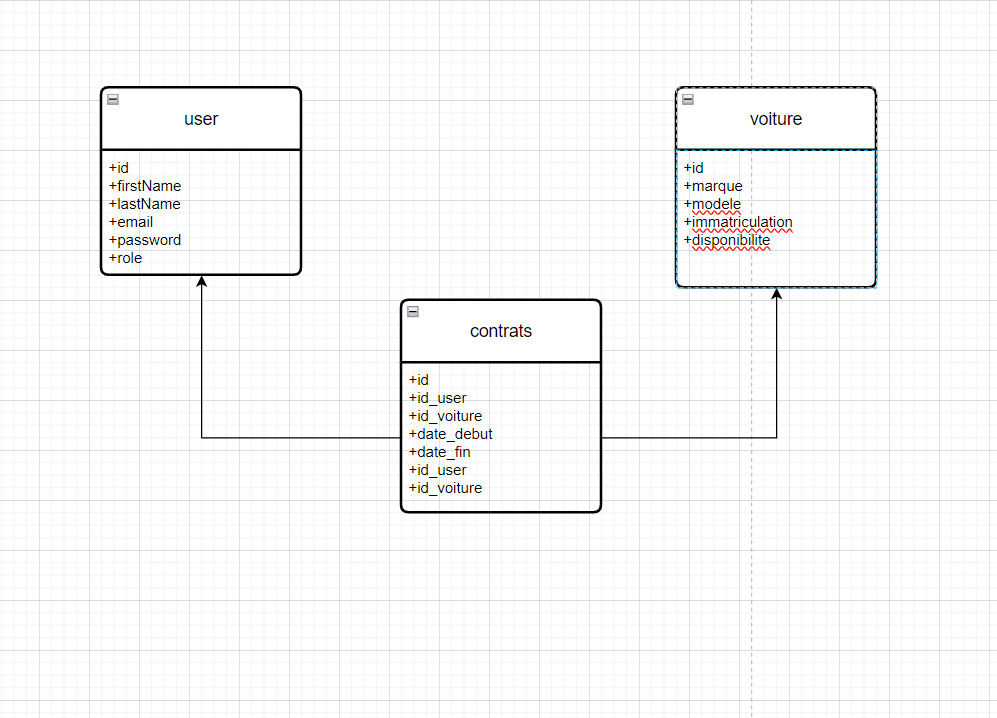 user
+id
+firstName
+lastName
+email
+password
+role
voiture
+id
+marque
+modele
+immatriculation
+disponibilite
contrats
+id
+id_user
+id_voiture
+date_debut
+date_fin
+id_user
+id_voiture